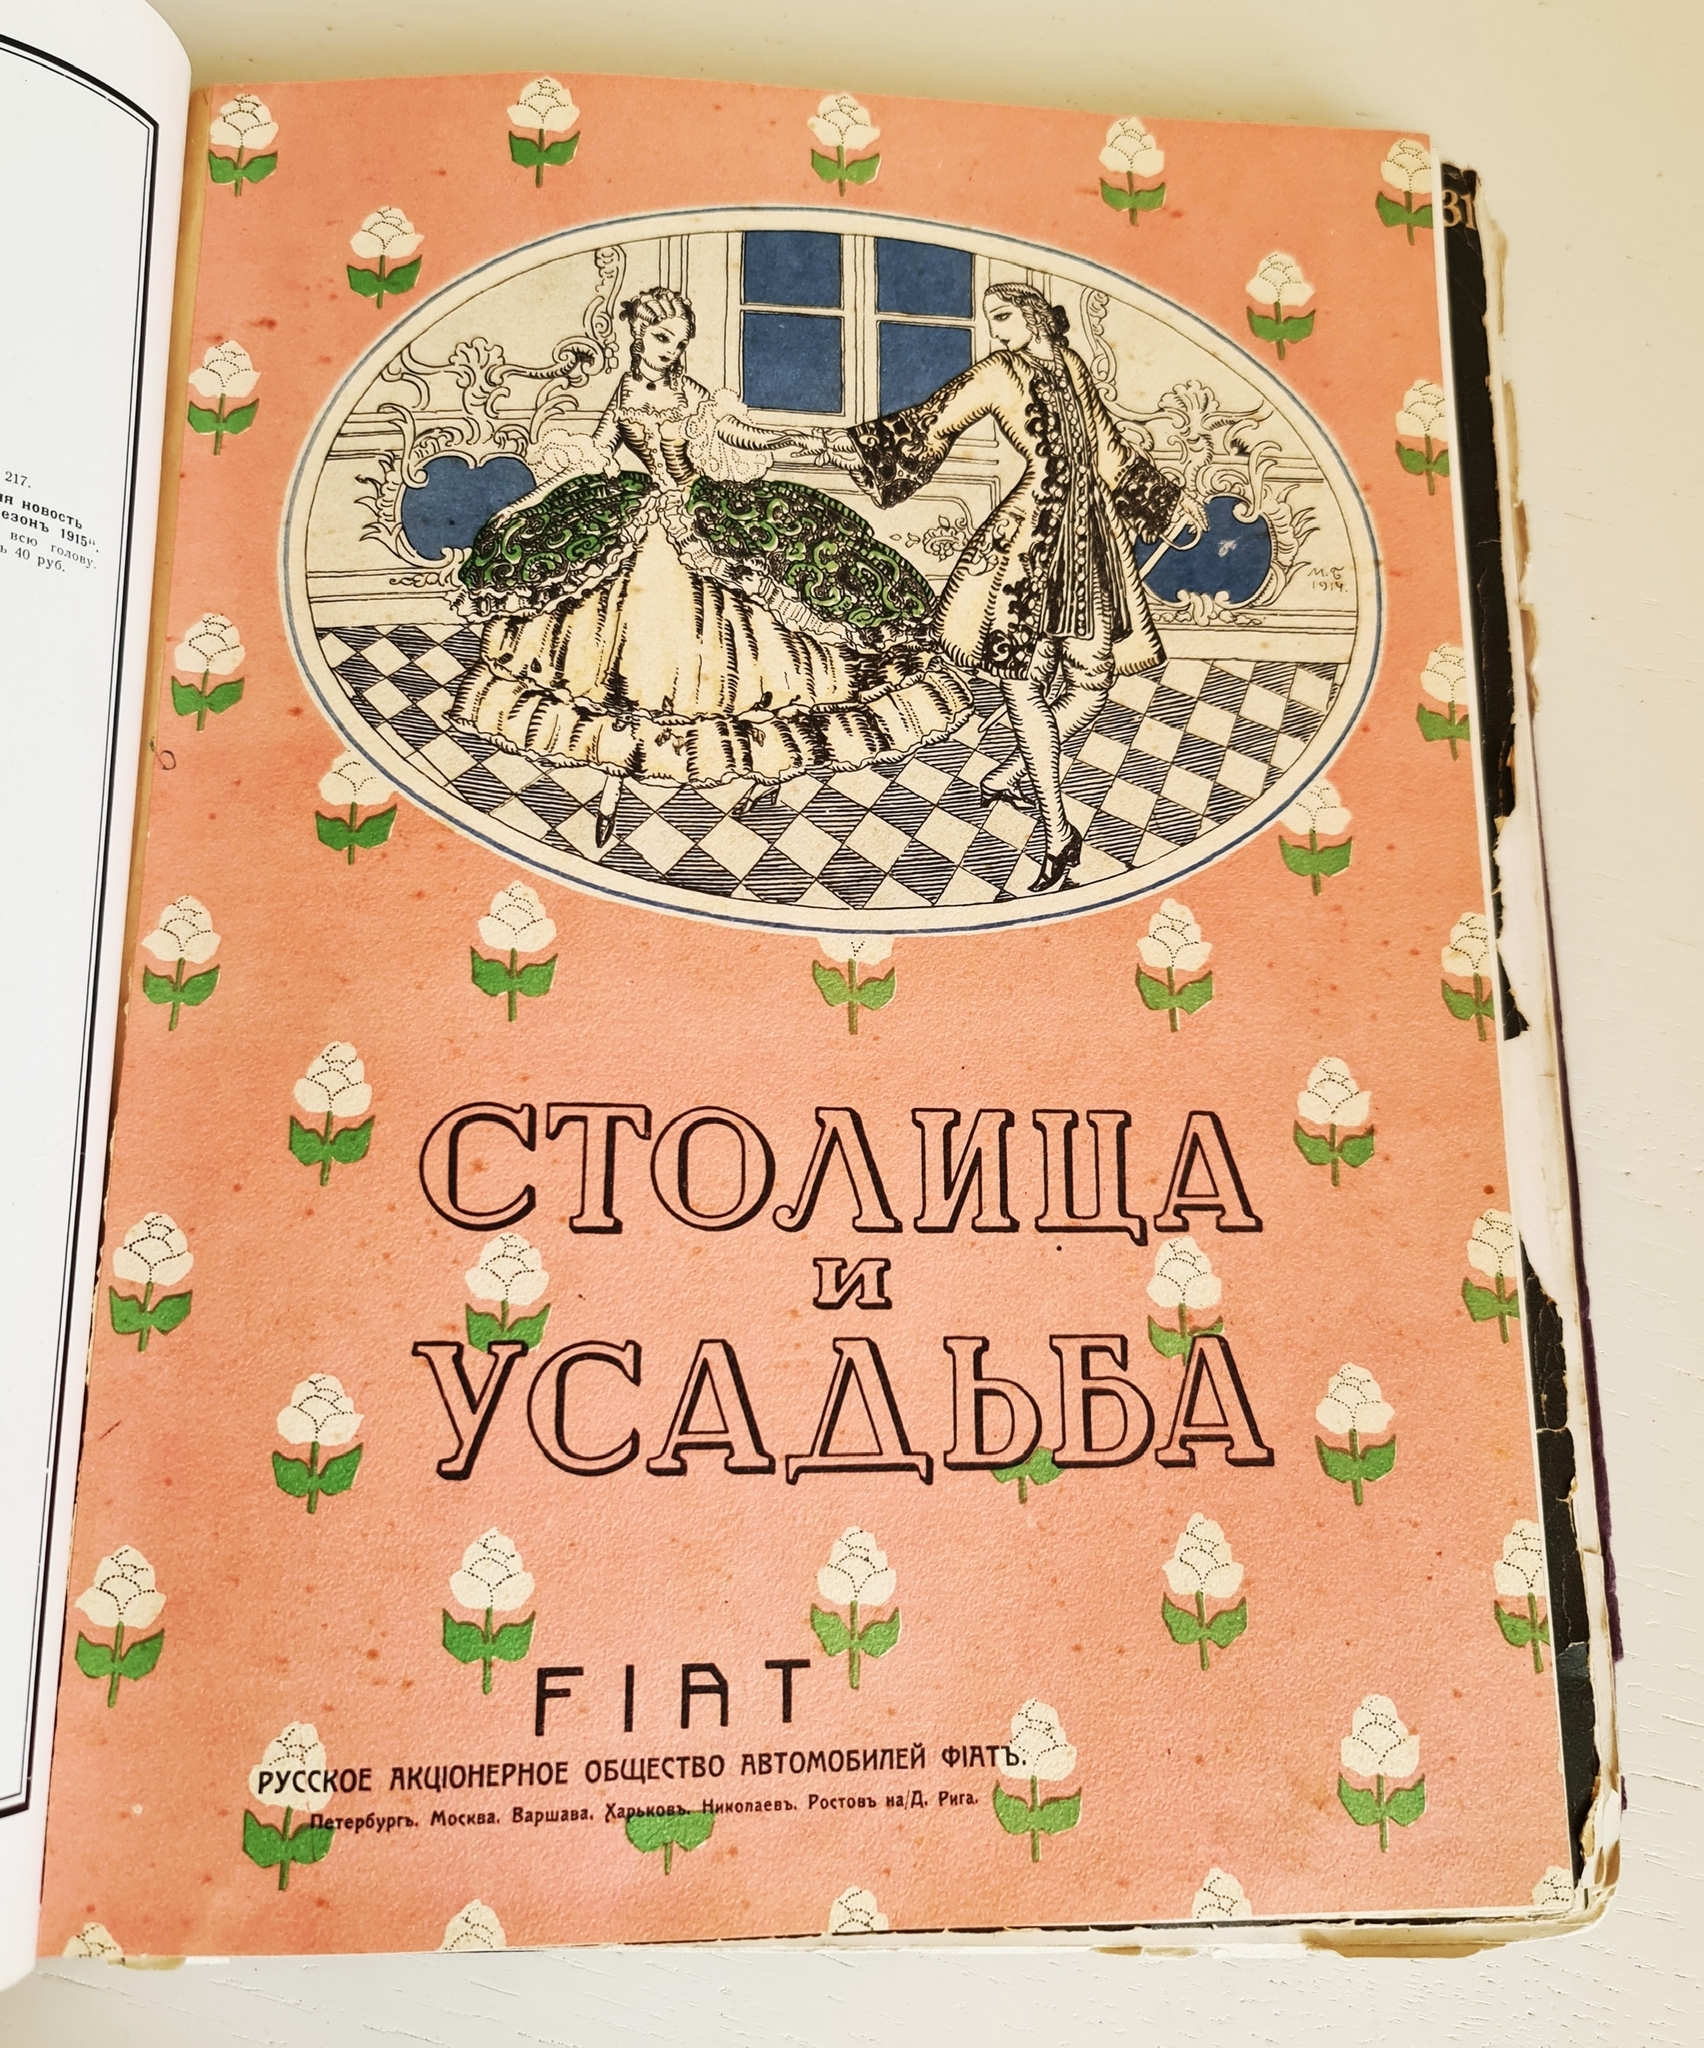 217.
новость
1915“.
всю голову.
40 руб.
31
М.Б
1914.
СТОЛИЦА
и
УСАДЬБА
FIAT
РУССКОЕ АКЦІОНЕРНОЕ ОБЩЕСТВО АВТОМОБИЛЕЙ ФІАТЪ.
Петербургъ. Москва. Варшава. Харьковъ. Николаевъ. Ростовъ на/Д. Рига.